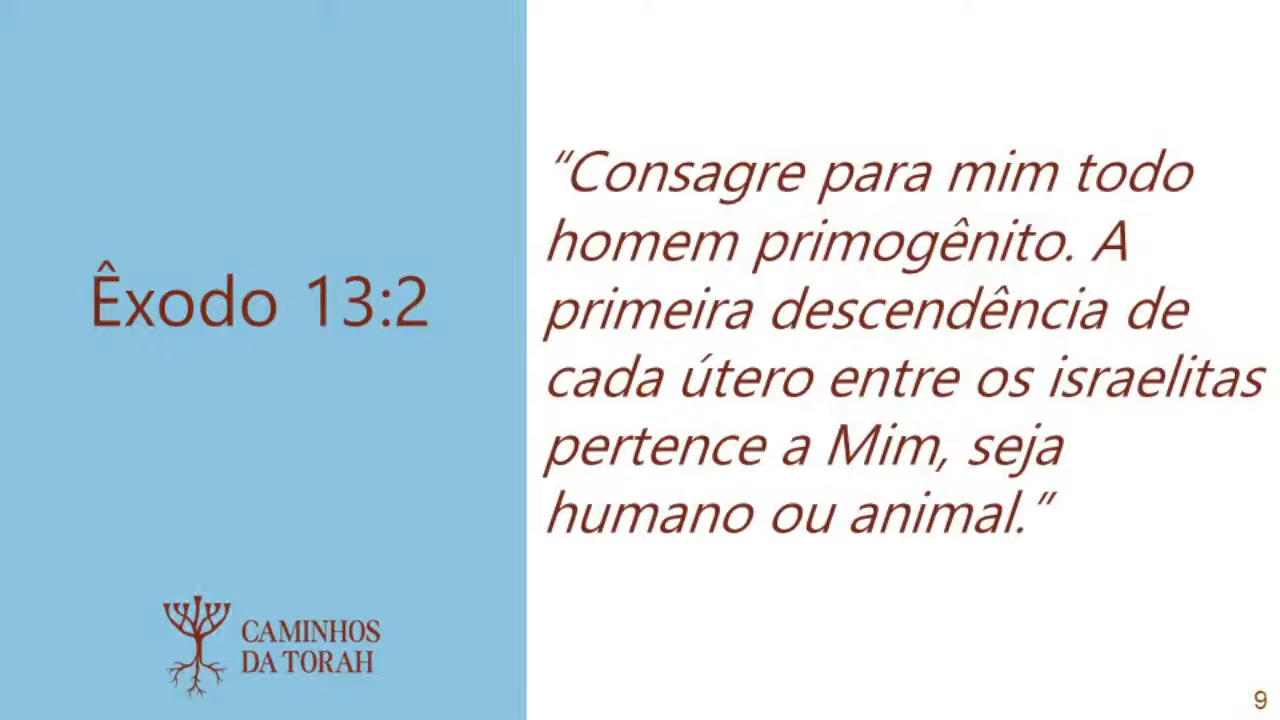 Êxodo 13:2
“Consagre para mim todo
homem primogênito. A
primeira descendência de
cada útero entre os israelitas
pertence a Mim, seja
humano ou animal.”
CAMINHOS
DA TORAH
9